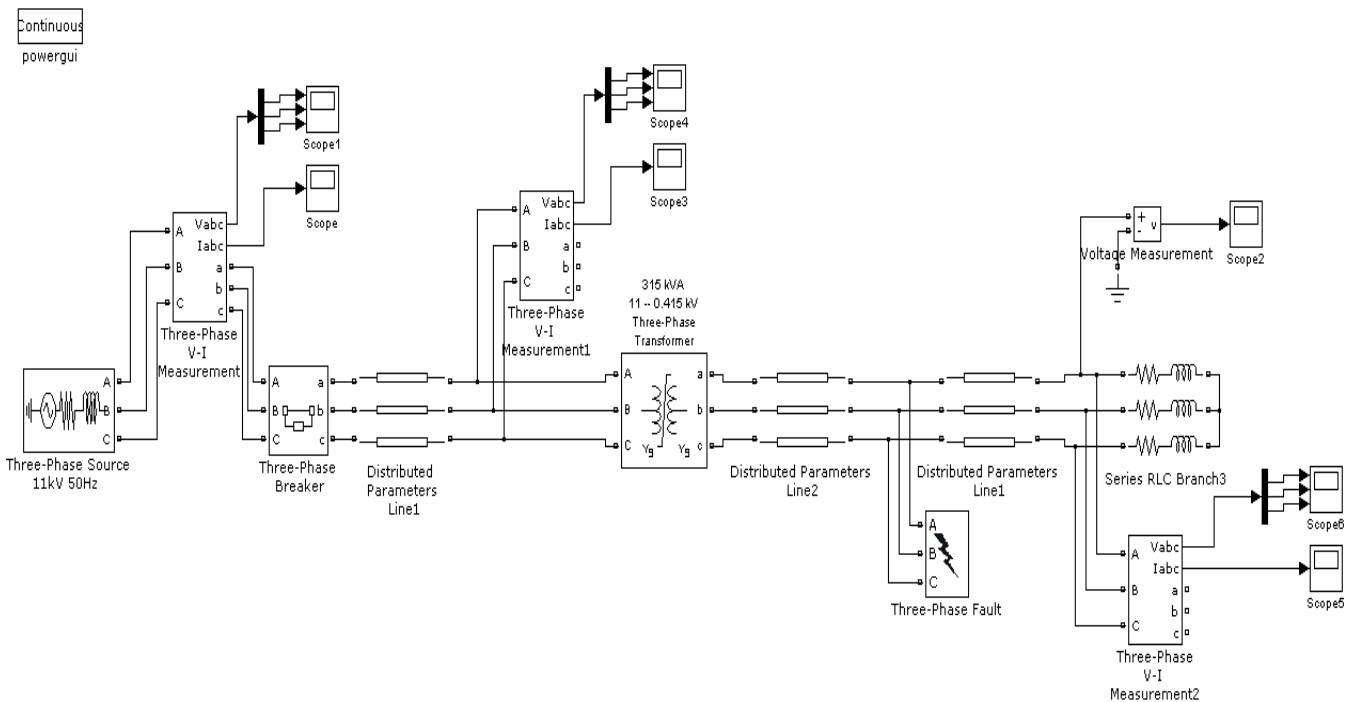 Continuous
powergui
Scope1
Scope
Vabc
Iabc
A
B
C
a
b
c
Three-Phase
V-I
Measurement
Scope4
Scope3
Vabc
Iabc
A
B
C
a
b
c
Three-Phase
V-I
Measurement1
315 kVA
11 -- 0.415 kV
Three-Phase
Transformer
+
-
v
Voltage Measurement
Scope2
A
B
C
Three-Phase Source
11kV 50Hz
A
B
C
a
b
c
Three-Phase
Breaker
Distributed
Parameters
Line1
A
B
C
a
b
c
Yg
Yg
Distributed Parameters
Line2
Distributed Parameters
Line1
Series RLC Branch3
A
B
C
Three-Phase Fault
Scope6
Scope5
Vabc
Iabc
A
B
C
a
b
c
Three-Phase
V-I
Measurement2